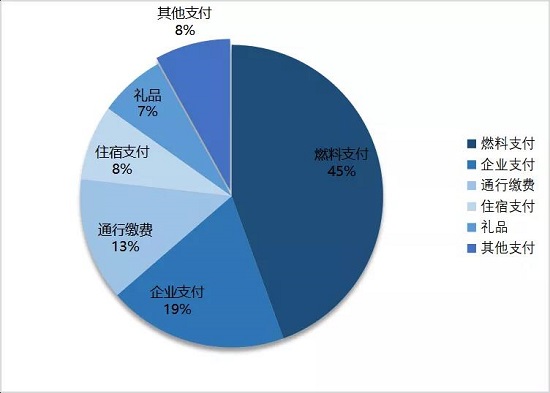 其他支付
8%
礼品
7%
住宿支付
8%
通行缴费
13%
企业支付
19%
燃料支付
45%
燃料支付
企业支付
通行缴费
住宿支付
礼品
其他支付